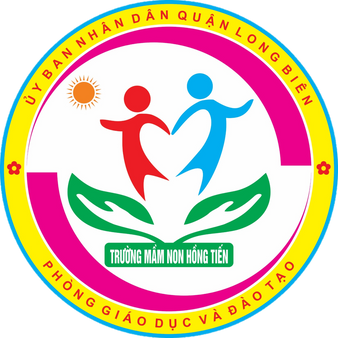 ỦY BAN NHÂN DÂN QUẬN LONG BIÊN
TRƯỜNG MẦM NON HỒNG TIẾN
PHÒNG GIÁO DỤC VÀ ĐÀO TẠO